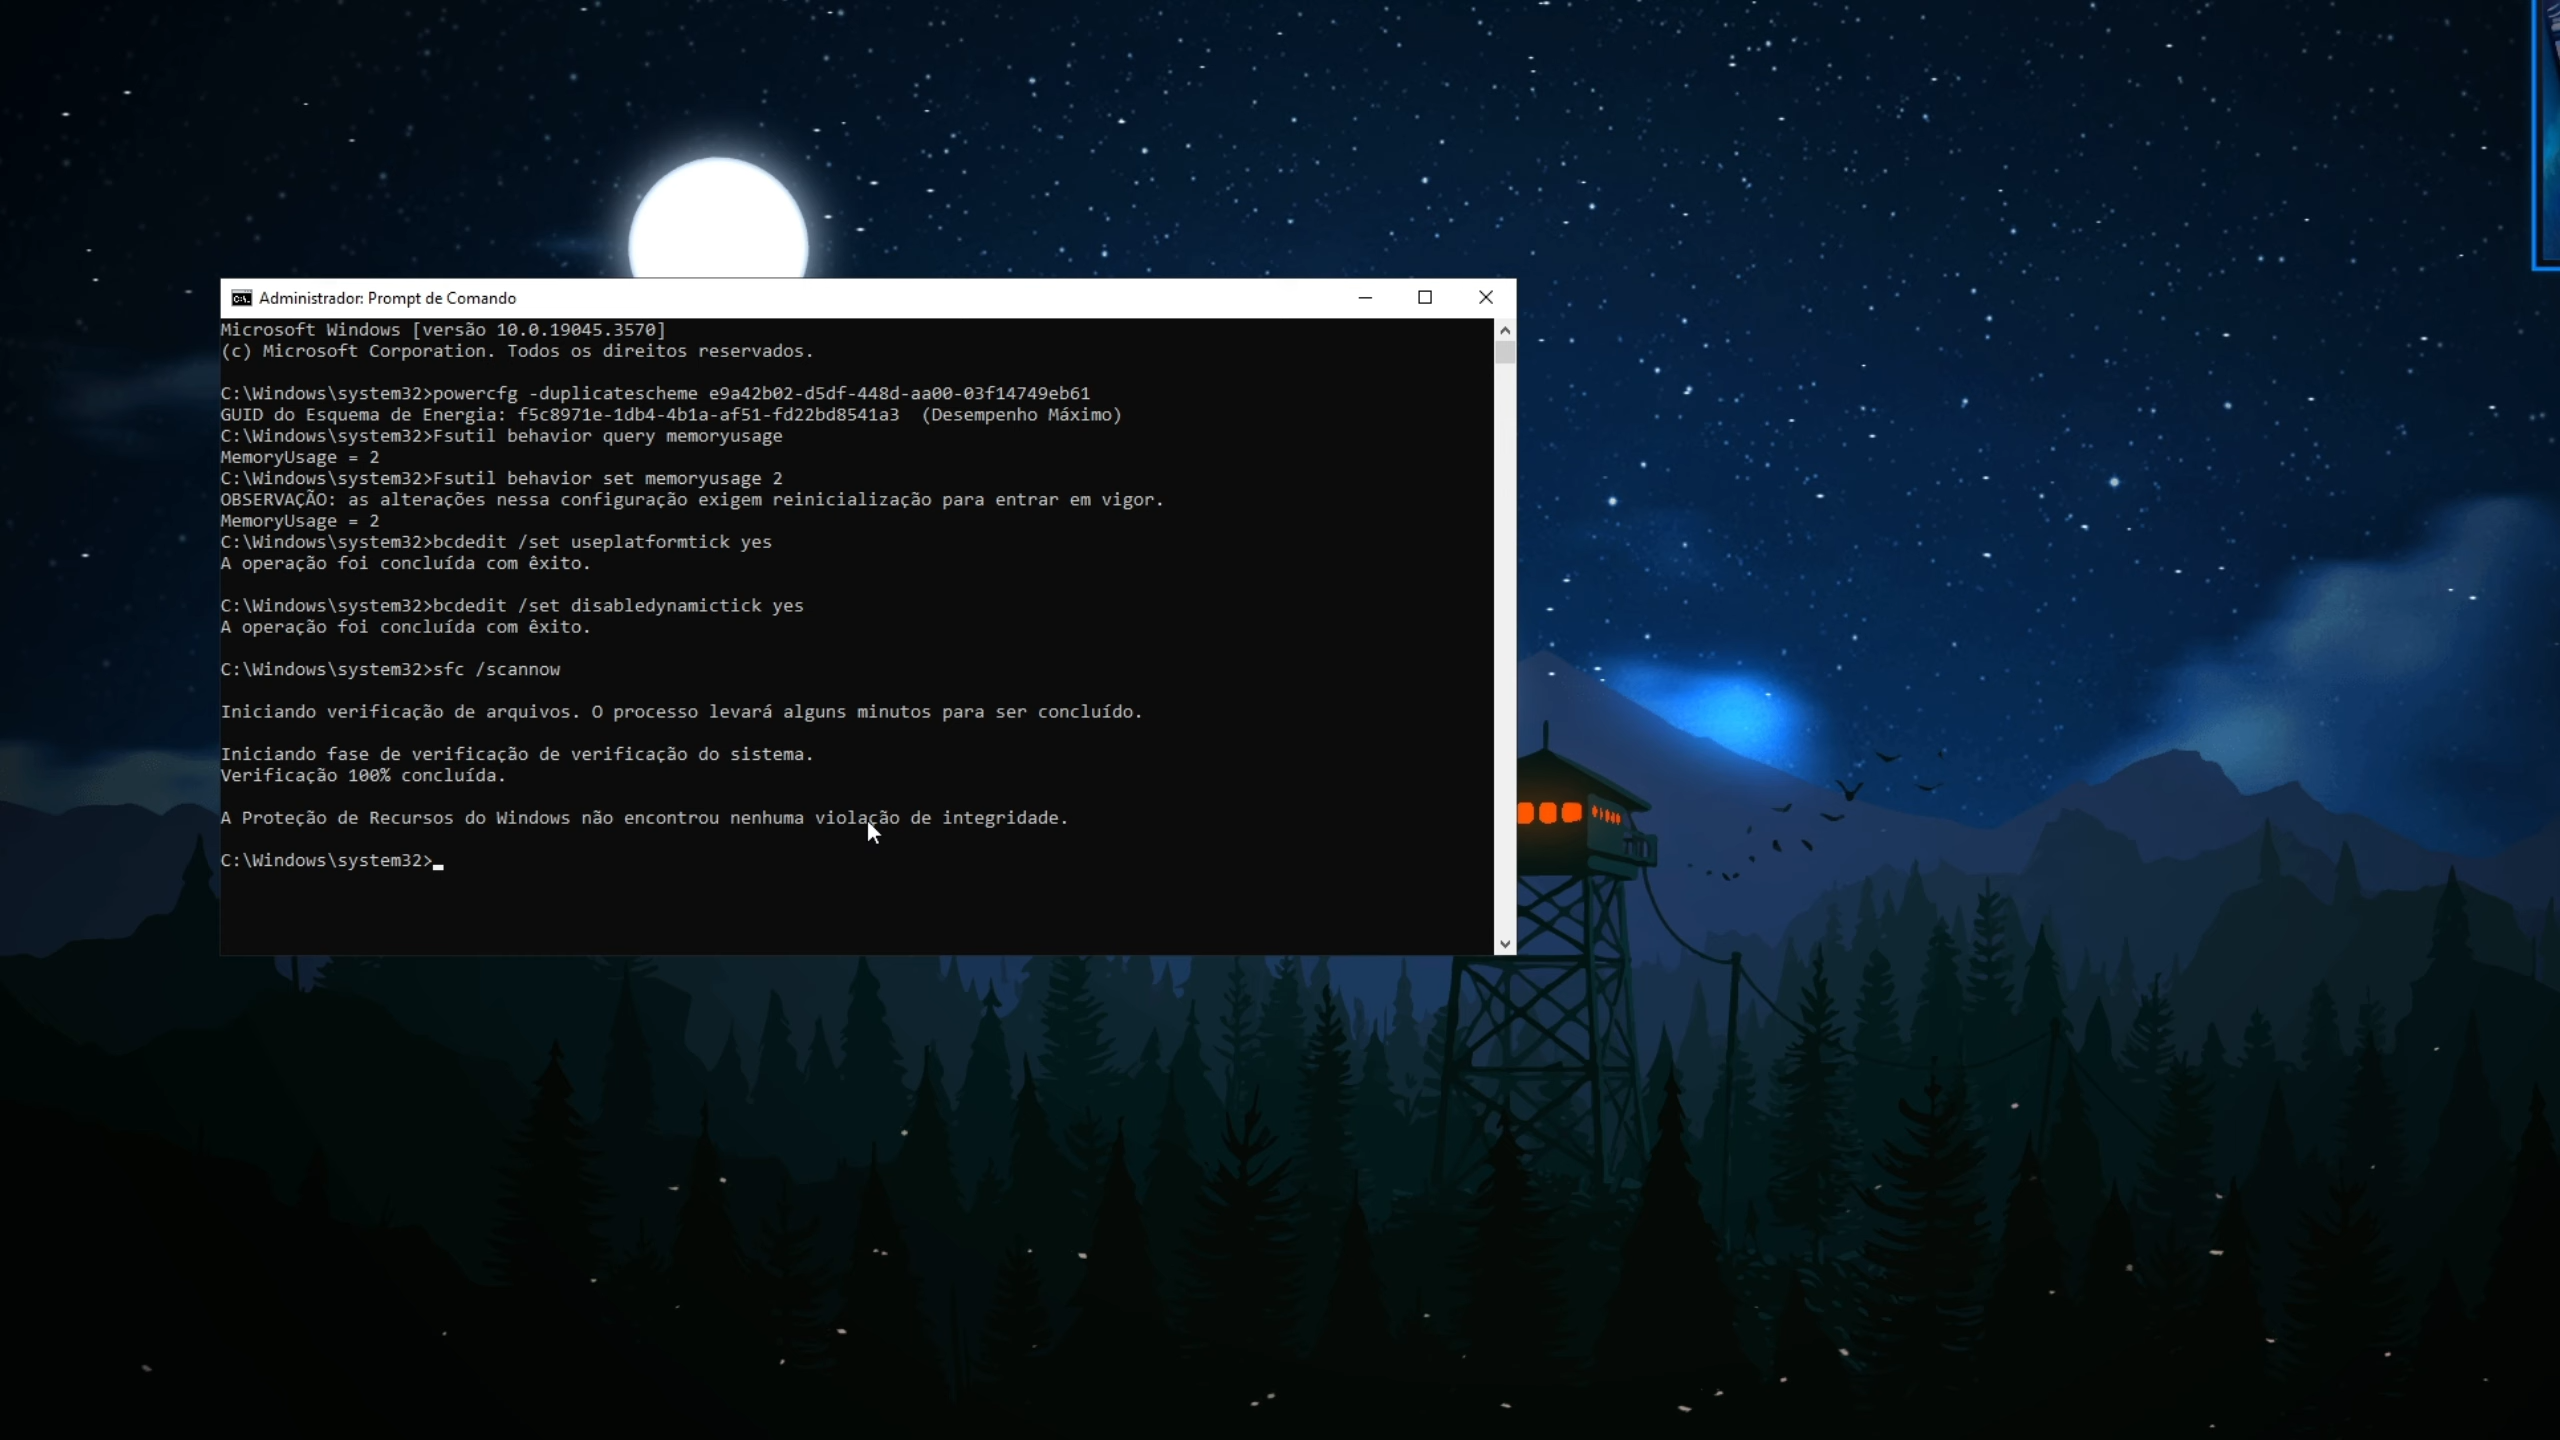 Administrador: Prompt de Comando
Microsoft Windows [versão 10.0.19045.3570]
(c) Microsoft Corporation. Todos os direitos reservados.
C:\Windows\system32>powercfg -duplicatescheme e9a42b02-d5df-448d-aa00-03f14749eb61
GUID do Esquema de Energia: f5c8971e-1db4-4b1a-af51-fd22bd8541a3  (Desempenho Máximo)
C:\Windows\system32>Fsutil behavior query memoryusage
MemoryUsage = 2
C:\Windows\system32>Fsutil behavior set memoryusage 2
OBSERVAÇÃO: as alterações nessa configuração exigem reinicialização para entrar em vigor.
MemoryUsage = 2
C:\Windows\system32>bcdedit /set useplatformtick yes
A operação foi concluída com êxito.
C:\Windows\system32>bcdedit /set disabledynamictick yes
A operação foi concluída com êxito.
C:\Windows\system32>sfc /scannow
Iniciando verificação de arquivos. O processo levará alguns minutos para ser concluído.
Iniciando fase de verificação de verificação do sistema.
Verificação 100% concluída.
A Proteção de Recursos do Windows não encontrou nenhuma violação de integridade.
C:\Windows\system32>